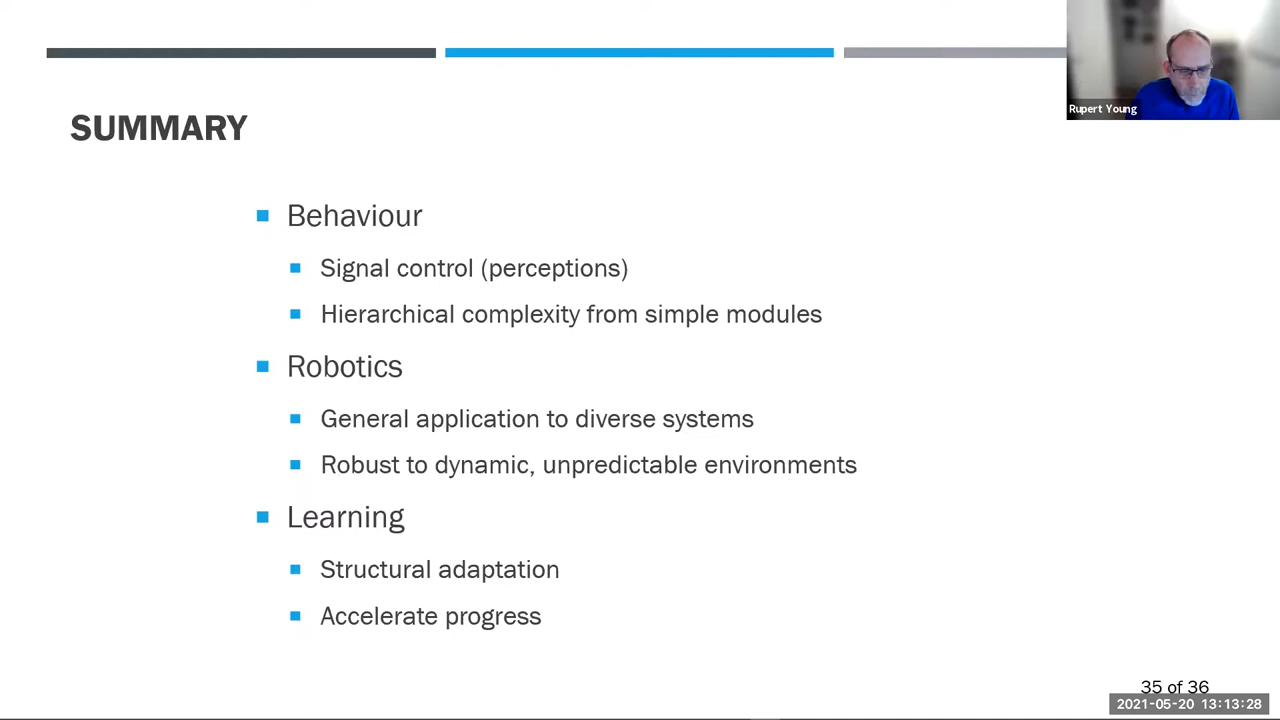 Rupert Young
SUMMARY
Behaviour
Signal control (perceptions)
Hierarchical complexity from simple modules
Robotics
General application to diverse systems
Robust to dynamic, unpredictable environments
Learning
Structural adaptation
Accelerate progress
35 of 36
2021-05-20 13:13:28